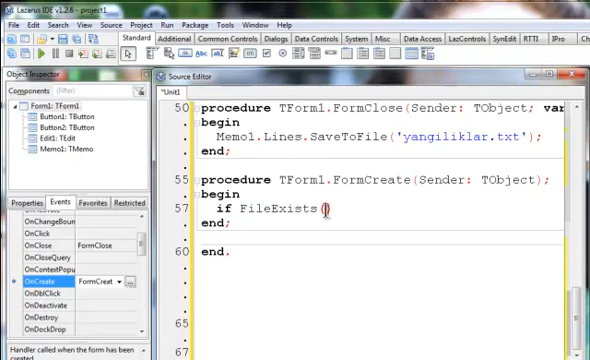 Lazarus IDE v1.2.6 - project1
File Edit Search View Source Project Run Package Tools Window Help
Standard Additional Common Controls Dialogs Misc Data Controls System LazControls SynEdit RTTI IPro
Object Inspector
Components (filter)
Form1: TForm1
Button1: TButton
Button2: TButton
Edit1: TEdit
Memo1: TMemo
Properties Events Favorites Restricted
OnChangeBoun
OnClick
OnClose FormClose
OnCloseQuery
OnContextPopu
OnCreate FormCreat ...
OnDblClick
OnDeactivate
OnDestroy
OnDockDrop
Handler called when the form has been
created.
Source Editor
*Unit1
50 procedure TForm1.FormClose(Sender: TObject; var
begin
Memo1.Lines.SaveToFile('yangiliklar.txt');
end;
55 procedure TForm1.FormCreate(Sender: TObject);
begin
57 if FileExists()
end;
60 end.
65
67